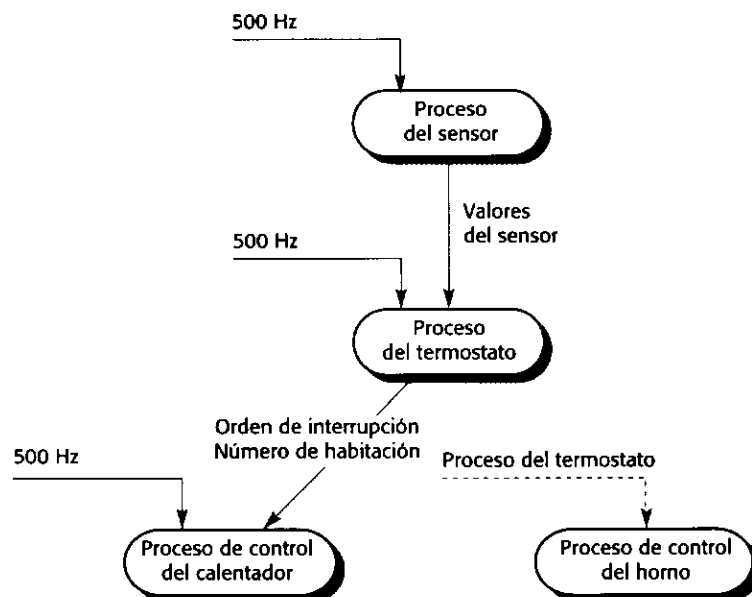 500 Hz
Proceso
del sensor
Valores
del sensor
500 Hz
Proceso
del termostato
Orden de interrupción
Número de habitación
500 Hz
Proceso del termostato
Proceso de control
del calentador
Proceso de control
del horno